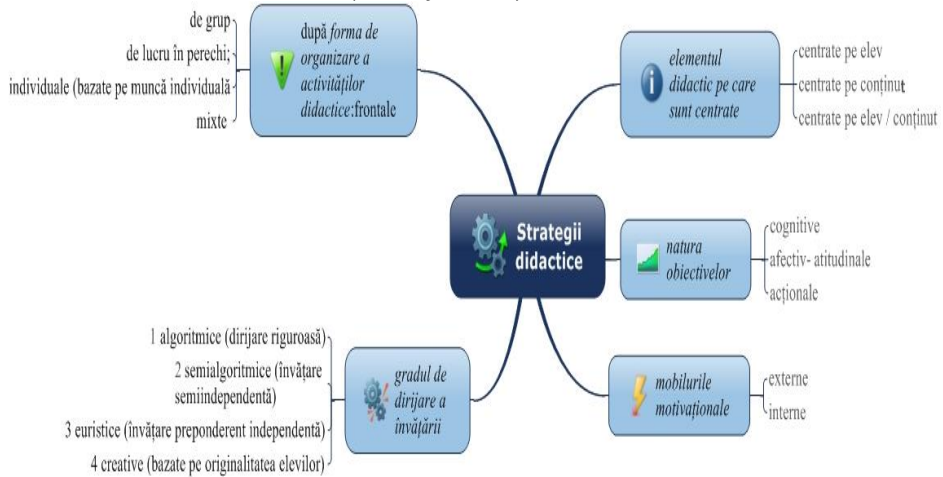 de grup
de lucru în perechi;
individuale (bazate pe muncă individuală
mixte
după forma de
organizare a
activităților
didactice:frontale
elementul
didactic pe care
sunt centrate
centrate pe elev
centrate pe conținut
centrate pe elev / conținut
Strategii
didactice
natura
obiectivelor
cognitive
afectiv- atitudinale
acționale
1 algoritmice (dirijare riguroasă)
2 semialgoritmice (învățare
semiindependentă)
3 euristice (învățare preponderent independentă)
4 creative (bazate pe originalitatea elevilor)
gradul de
dirijare a
învățării
mobilurile
motivaționale
externe
interne